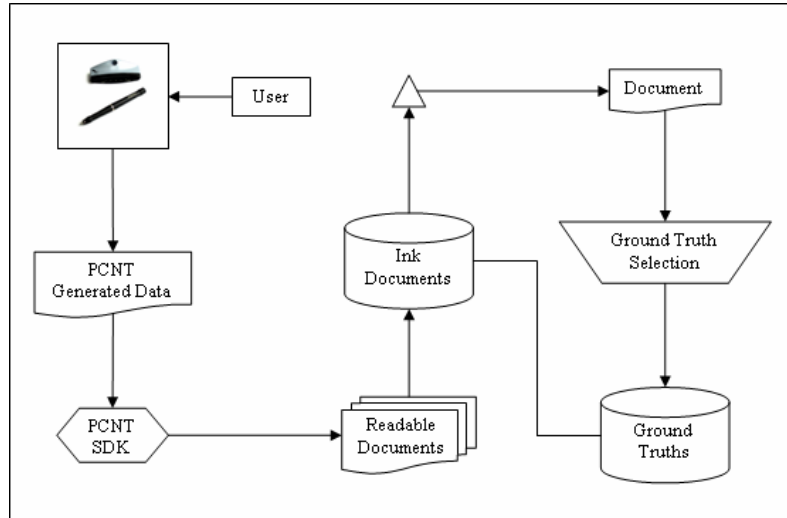 User
Document
PCNT
Generated Data
Ink
Documents
Ground Truth
Selection
PCNT
SDK
Readable
Documents
Ground
Truths